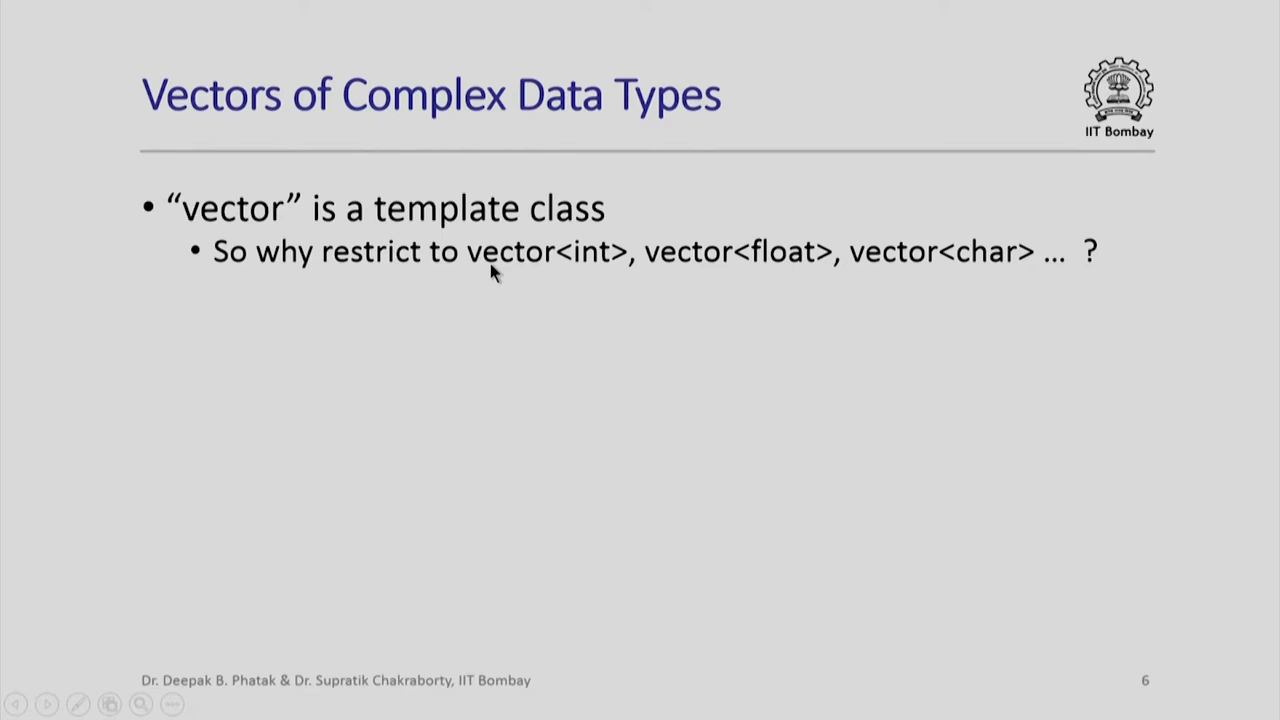 Vectors of Complex Data Types
IIT Bombay
• “vector” is a template class
• So why restrict to vector<int>, vector<float>, vector<char> ... ?
Dr. Deepak B. Phatak & Dr. Supratik Chakraborty, IIT Bombay
6